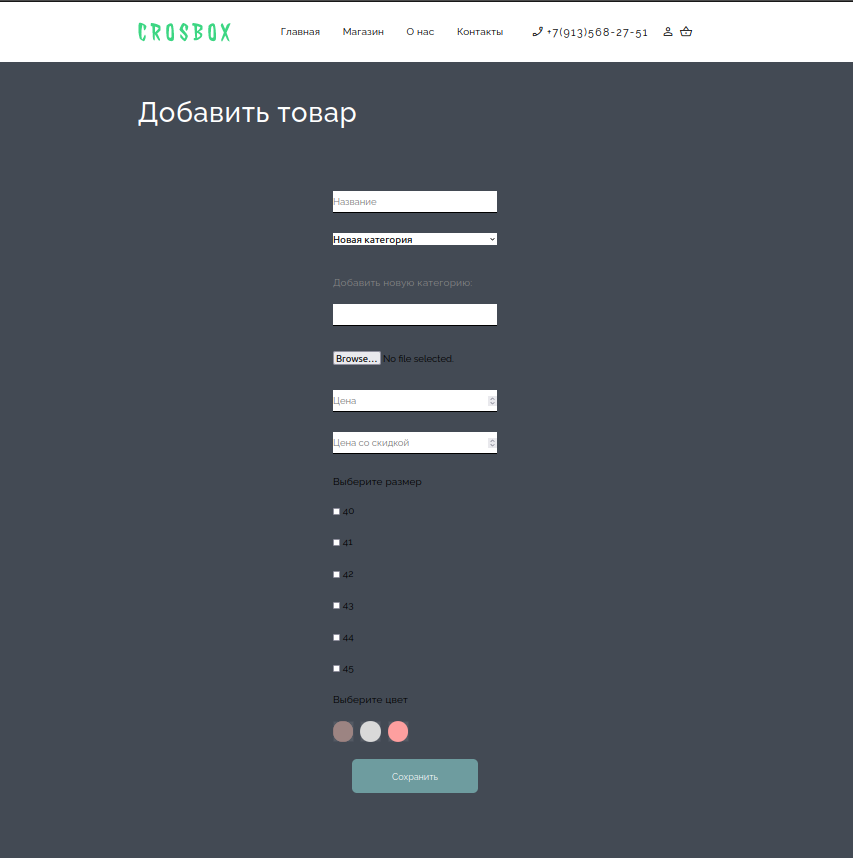 CROSBOX Главная Магазин О нас Контакты +7(913)568-27-51
Добавить товар
Название
Новая категория
Добавить новую категорию:
Browse... No file selected.
Цена
Цена со скидкой
Выберите размер
40
41
42
43
44
45
Выберите цвет
Сохранить